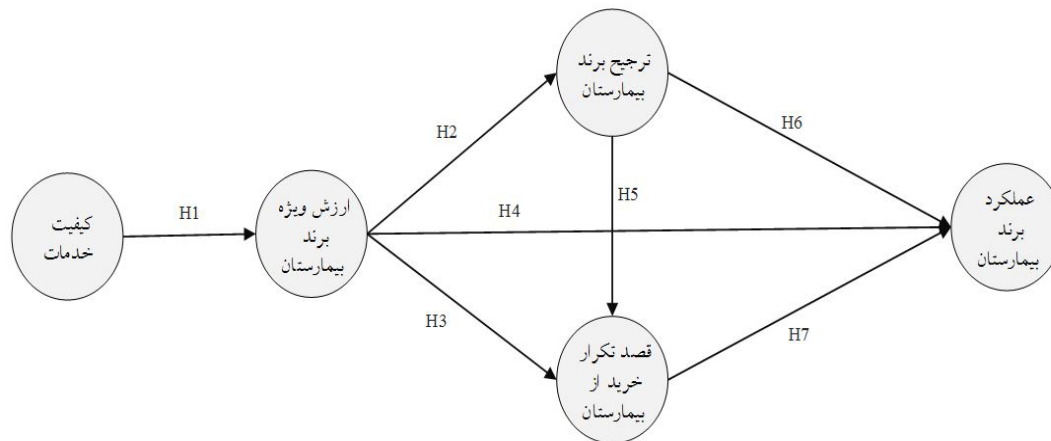 ترجیح برند
بیمارستان
H2
H6
H5
کیفیت
خدمات
H1
ارزش ویژه
برند
بیمارستان
H4
عملکرد
برند
بیمارستان
H3
قصد تکرار
خرید از
بیمارستان
H7